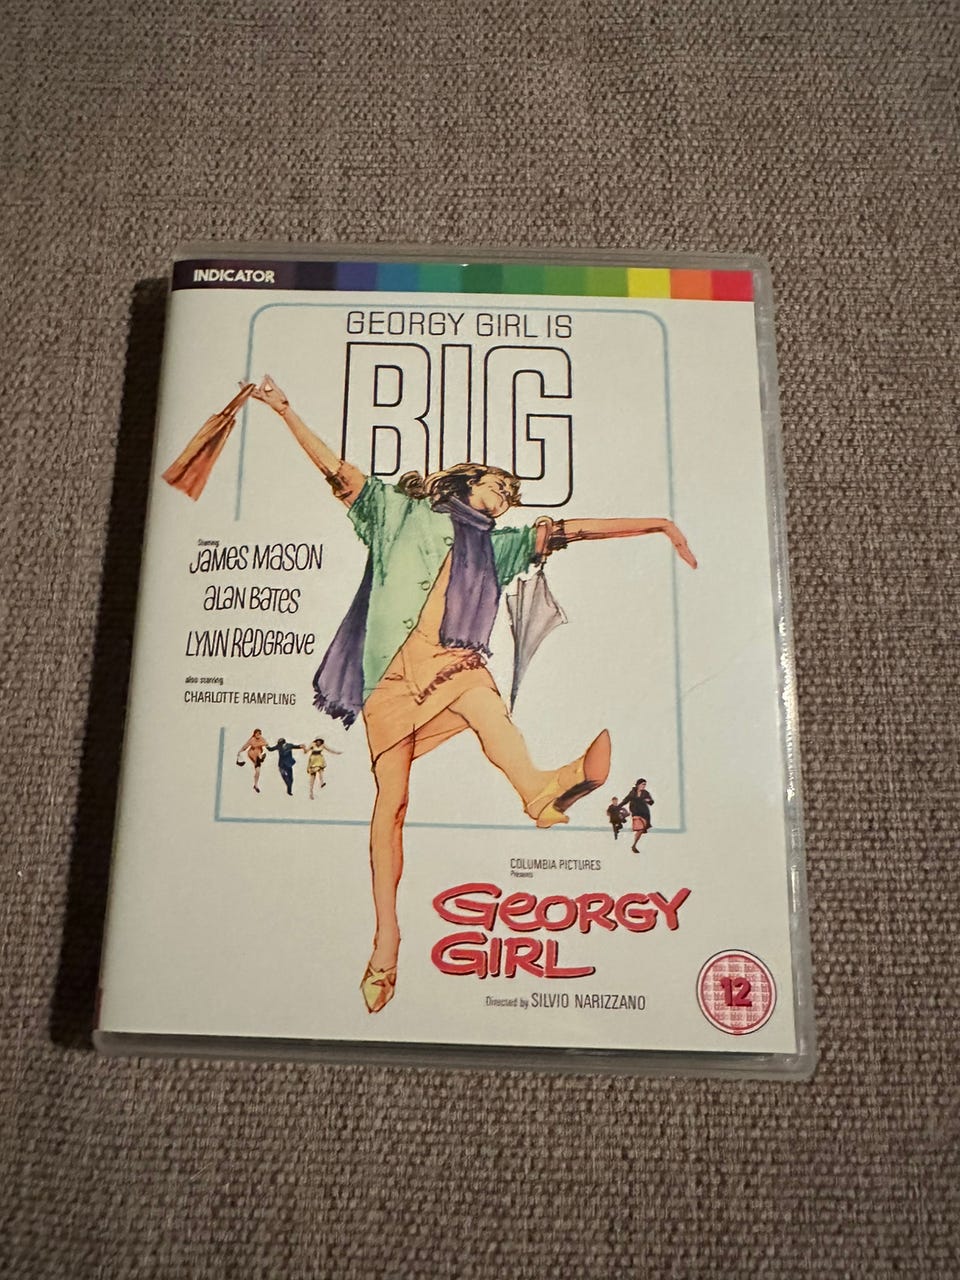 INDICATOR
GEORGY GIRL IS
BIG
Starring
JAMES MASON
ALAN BATES
LYNN REDGRAVE
also starring
CHARLOTTE RAMPLING
COLUMBIA PICTURES
Presents
GEORGY
GIRL
Directed by SILVIO NARIZZANO
12